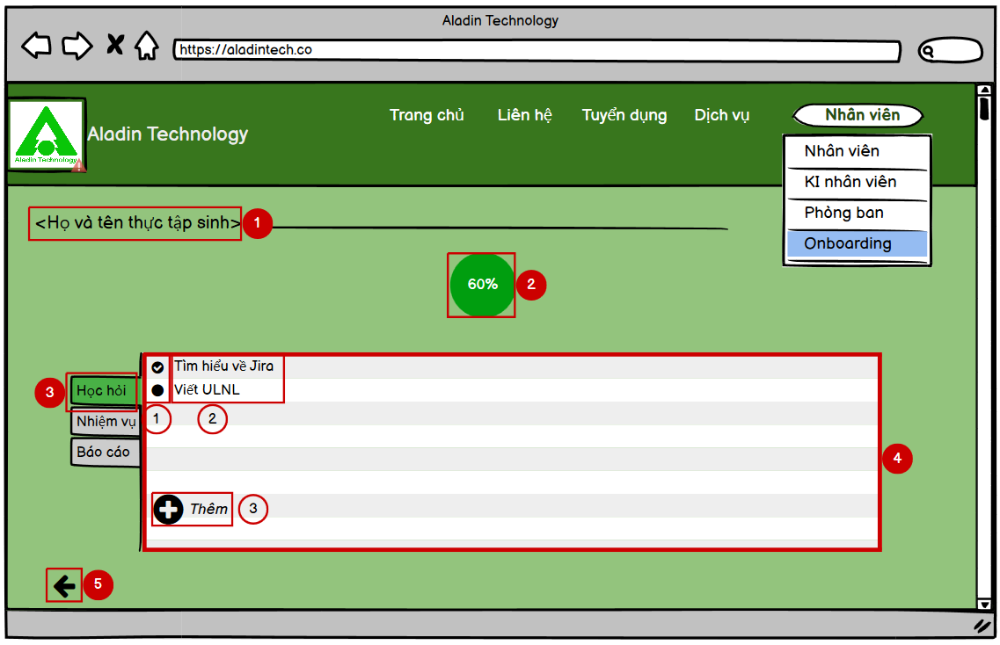 Aladin Technology
https://aladintech.co
Trang chủ
Liên hệ
Tuyển dụng
Dịch vụ
Nhân viên
Aladin Technology
Aladin Technology
Nhân viên
KI nhân viên
Phòng ban
Onboarding
<Họ và tên thực tập sinh>
1
60%
2
3
Học hỏi
Nhiệm vụ
Báo cáo
Tìm hiểu về Jira
Viết ULNL
1
2
4
Thêm
3
5